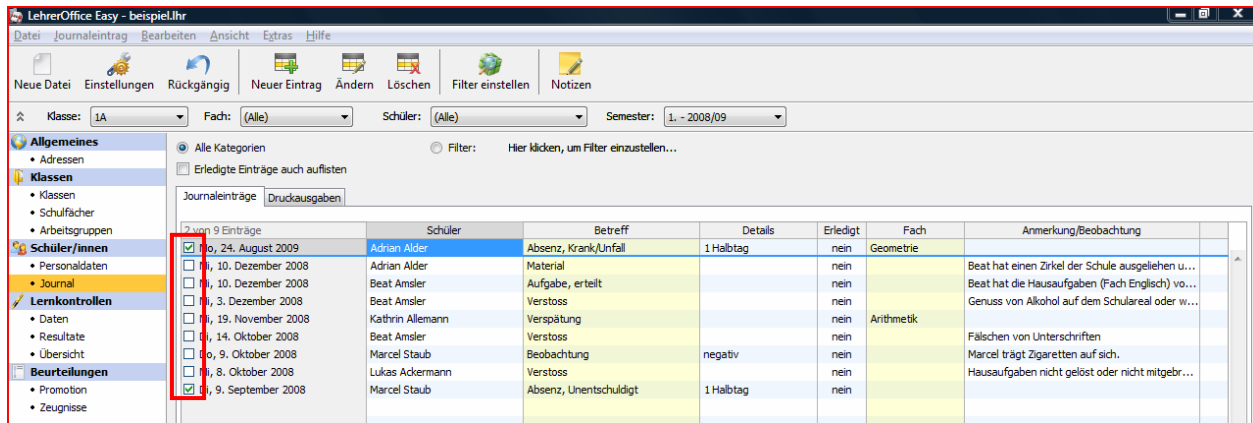 LehrerOffice Easy - beispiel.lhr
Datei Journaleintrag Bearbeiten Ansicht Extras Hilfe
Neue Datei Einstellungen Rückgängig Neuer Eintrag Ändern Löschen Filter einstellen Notizen
Klasse: 1A Fach: (Alle) Schüler: (Alle) Semester: 1. - 2008/09
Allgemeines
• Adressen
Klassen
• Klassen
• Schulfächer
• Arbeitsgruppen
Schüler/innen
• Personaldaten
• Journal
Lernkontrollen
• Daten
• Resultate
• Übersicht
Beurteilungen
• Promotion
• Zeugnisse
Alle Kategorien Filter: Hier klicken, um Filter einzustellen...
Erledigte Einträge auch auflisten
Journaleinträge Druckausgaben
2 von 9 Einträge Schüler Betreff Details Erledigt Fach Anmerkung/Beobachtung
Mo, 24. August 2009 Adrian Alder Absenz, Krank/Unfall 1 Halbtag nein Geometrie
Mi, 10. Dezember 2008 Adrian Alder Material nein Beat hat einen Zirkel der Schule ausgeliehen u...
Mi, 10. Dezember 2008 Beat Amsler Aufgabe, erteilt nein Beat hat die Hausaufgaben (Fach Englisch) vo...
Mi, 3. Dezember 2008 Beat Amsler Verstoss nein Genuss von Alkohol auf dem Schulareal oder w...
Mi, 19. November 2008 Kathrin Allemann Verspätung nein Arithmetik
Di, 14. Oktober 2008 Beat Amsler Verstoss nein Fälschen von Unterschriften
Do, 9. Oktober 2008 Marcel Staub Beobachtung negativ nein Marcel trägt Zigaretten auf sich.
Mi, 8. Oktober 2008 Lukas Ackermann Verstoss nein Hausaufgaben nicht gelöst oder nicht mitgebr...
Di, 9. September 2008 Marcel Staub Absenz, Unentschuldigt 1 Halbtag nein